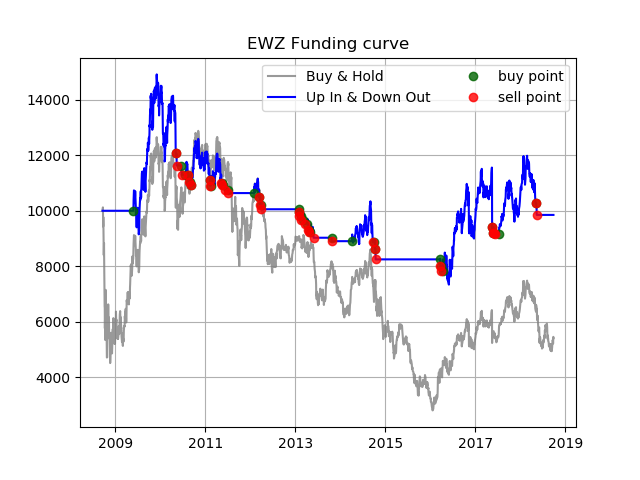 EWZ Funding curve
Buy & Hold
Up In & Down Out
buy point
sell point
14000
12000
10000
8000
6000
4000
2009 2011 2013 2015 2017 2019